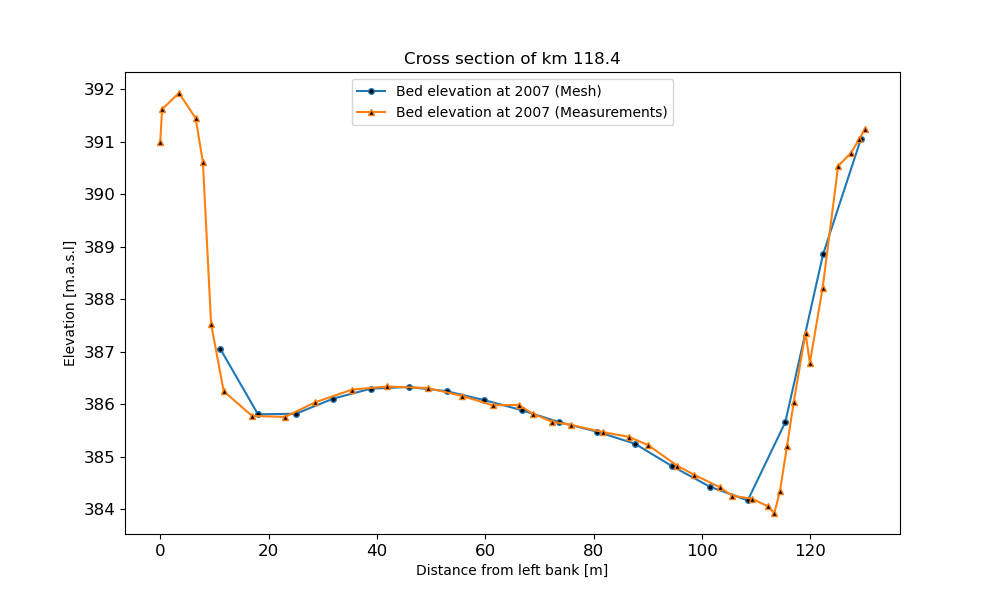 Cross section of km 118.4
Bed elevation at 2007 (Mesh)
Bed elevation at 2007 (Measurements)
392
391
390
389
388
387
386
385
384
Elevation [m.a.s.l]
0 20 40 60 80 100 120
Distance from left bank [m]